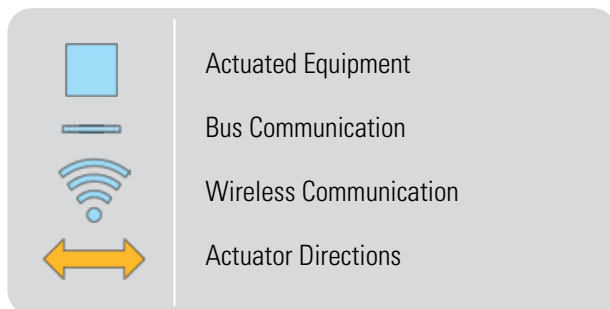 Actuated Equipment
Bus Communication
Wireless Communication
Actuator Directions